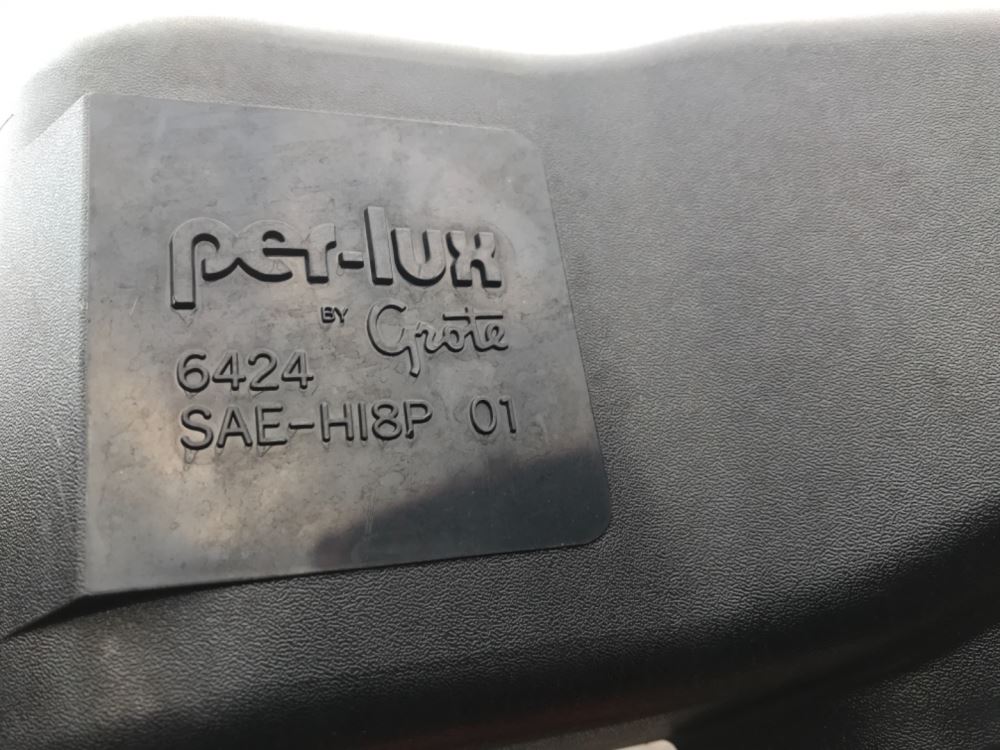 per-lux
BY Grote
6424
SAE-HI8P 01